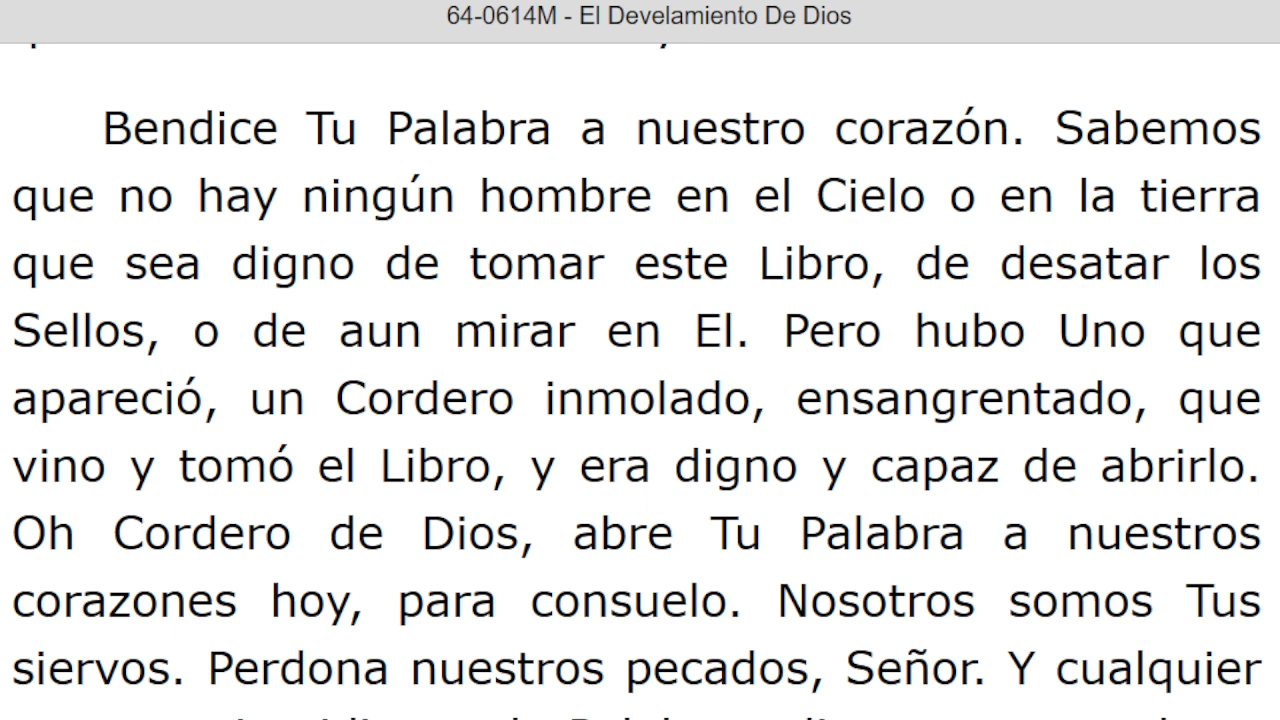 64-0614M - El Develamiento De Dios
Bendice Tu Palabra a nuestro corazón. Sabemos
que no hay ningún hombre en el Cielo o en la tierra
que sea digno de tomar este Libro, de desatar los
Sellos, o de aun mirar en El. Pero hubo Uno que
apareció, un Cordero inmolado, ensangrentado, que
vino y tomó el Libro, y era digno y capaz de abrirlo.
Oh Cordero de Dios, abre Tu Palabra a nuestros
corazones hoy, para consuelo. Nosotros somos Tus
siervos. Perdona nuestros pecados, Señor. Y cualquier